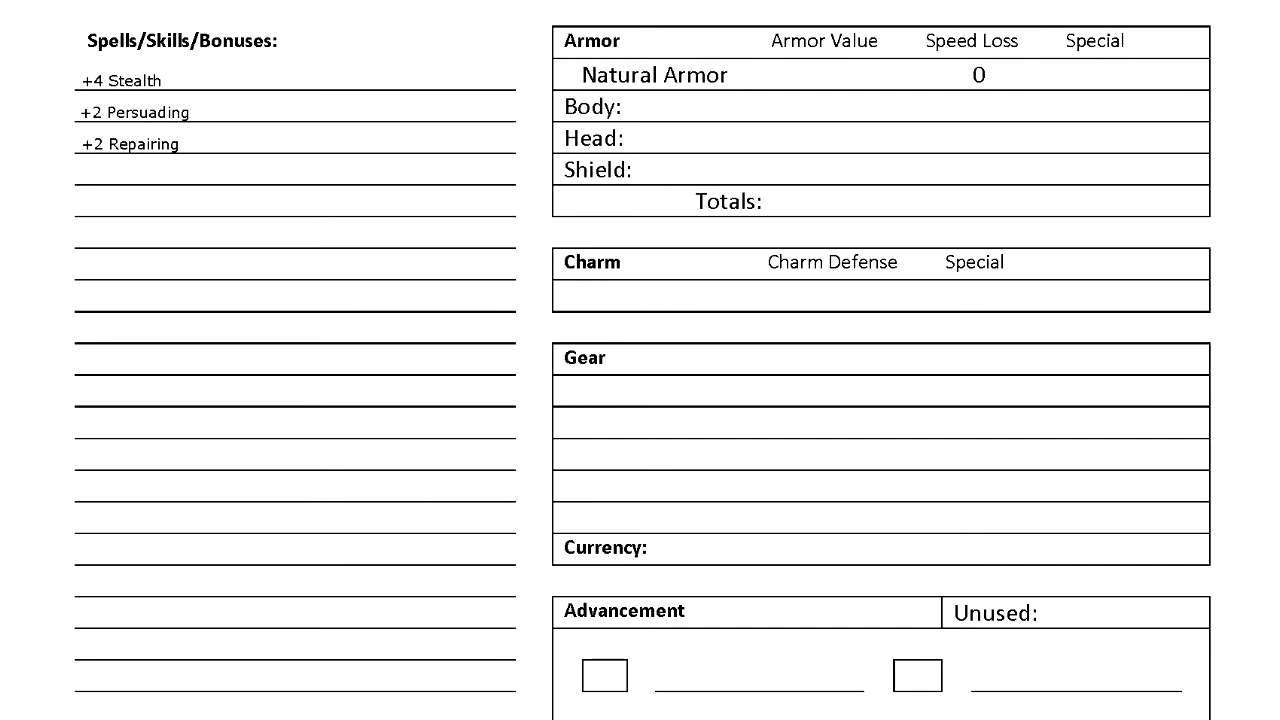 Spells/Skills/Bonuses:
+4 Stealth
+2 Persuading
+2 Repairing
Armor Armor Value Speed Loss Special
Natural Armor 0
Body:
Head:
Shield:
Totals:
Charm Charm Defense Special
Gear
Currency:
Advancement Unused: